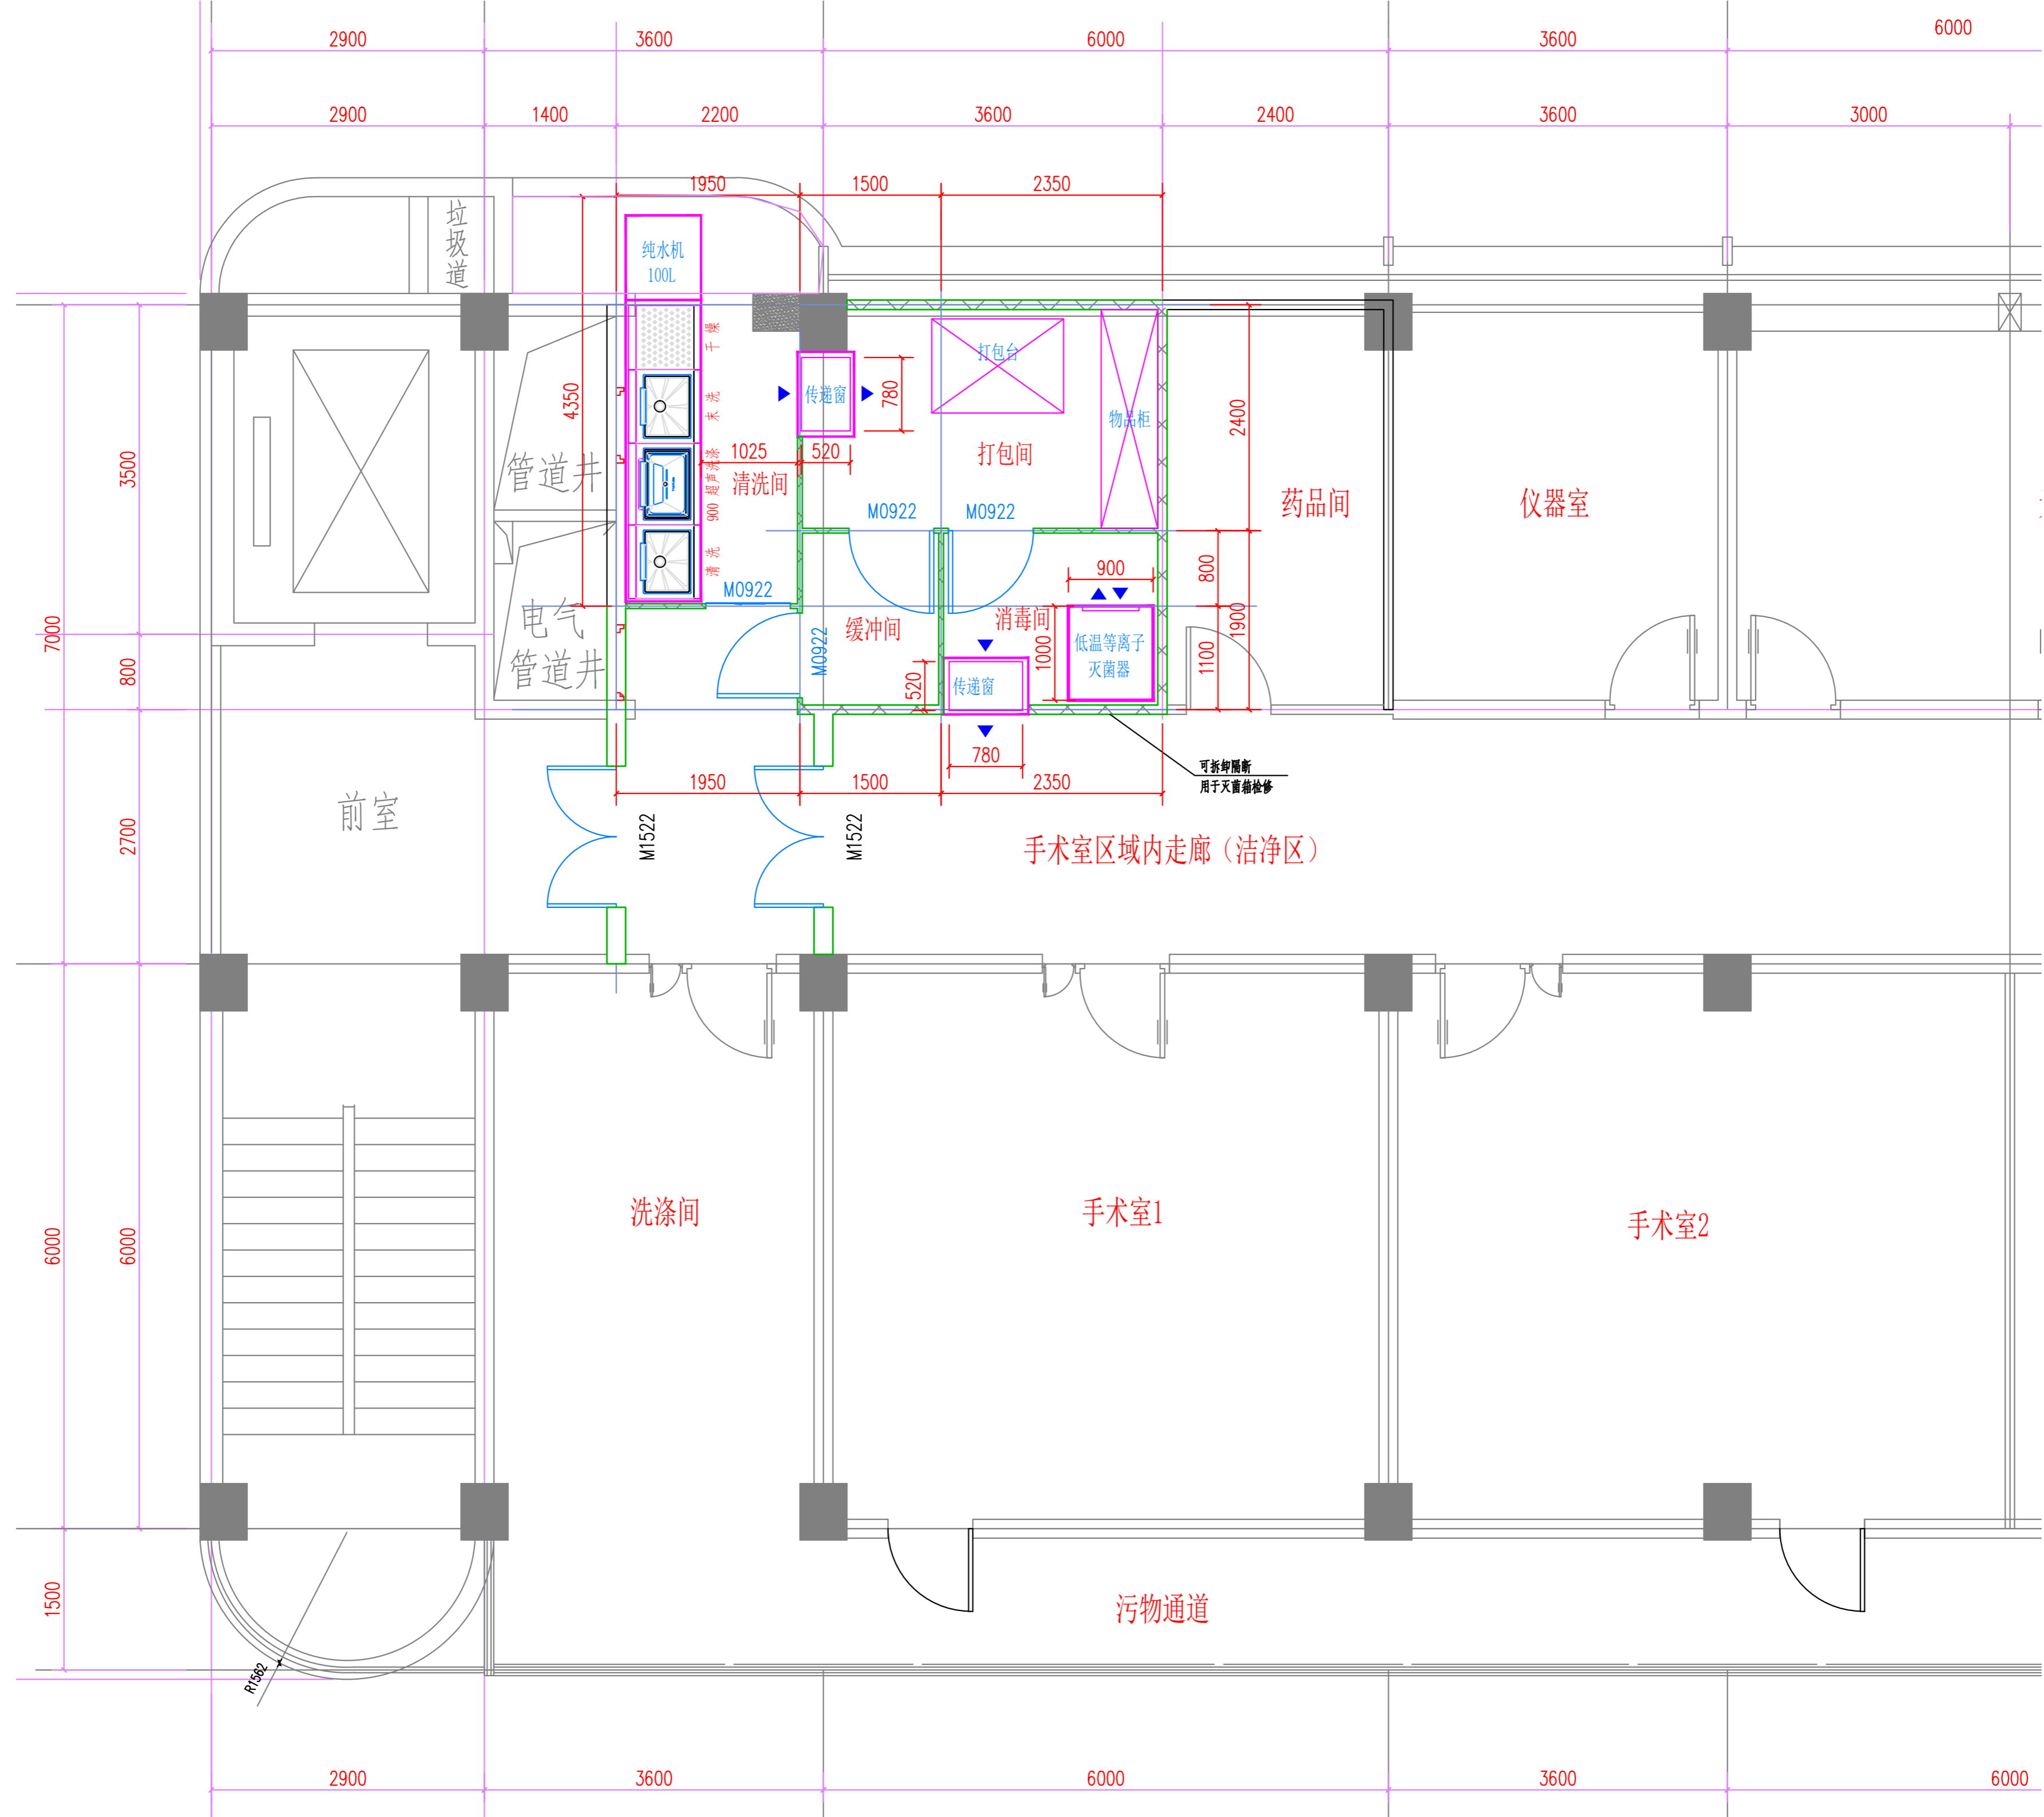 2900
3600
6000
3600
6000
2900
1400
2200
3600
2400
3600
3000
1950
1500
2350
垃圾道
纯水机
100L
干燥
末洗
900 超声洗涤
清洗
4350
传递窗
780
打包台
物品柜
2400
1025
520
清洗间
打包间
管道井
药品间
仪器室
3500
7000
M0922
M0922
M0922
M0922
900
800
1900
1100
1000
电气
管道井
缓冲间
消毒间
低温等离子
灭菌器
传递窗
520
780
800
可拆卸隔断
用于灭菌箱检修
1950
1500
2350
前室
2700
M1522
M1522
手术室区域内走廊（洁净区）
洗涤间
手术室1
手术室2
6000
6000
污物通道
1500
R1562
2900
3600
6000
3600
6000